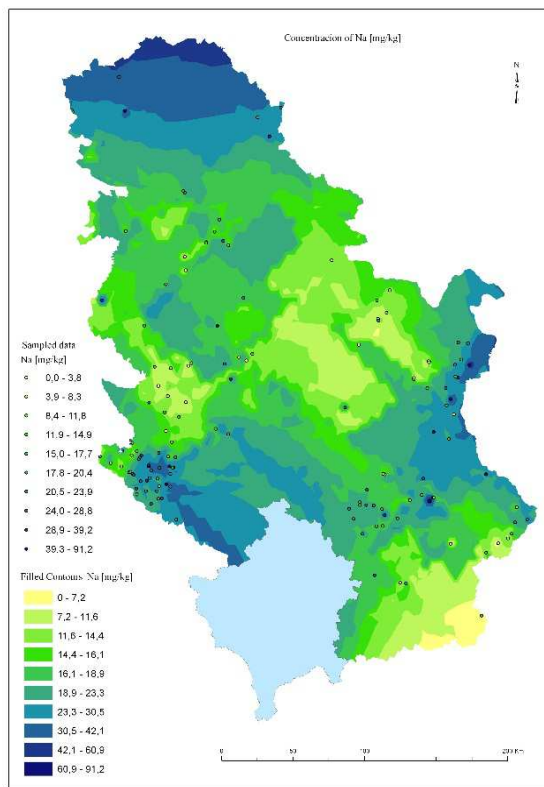 Concentracion of Na [mg/kg]
N
Sampled data
Na [mg/kg]
0,0 - 3,8
3,9 - 8,3
8,4 - 11,8
11,9 - 14,9
15,0 - 17,7
17,8 - 20,4
20,5 - 23,9
24,0 - 28,8
28,9 - 39,2
39,3 - 91,2
Filled Contours Na [mg/kg]
0 - 7,2
7,2 - 11,6
11,6 - 14,4
14,4 - 16,1
16,1 - 18,9
18,9 - 23,3
23,3 - 30,5
30,5 - 42,1
42,1 - 60,9
60,9 - 91,2
0 50 100 200 Km